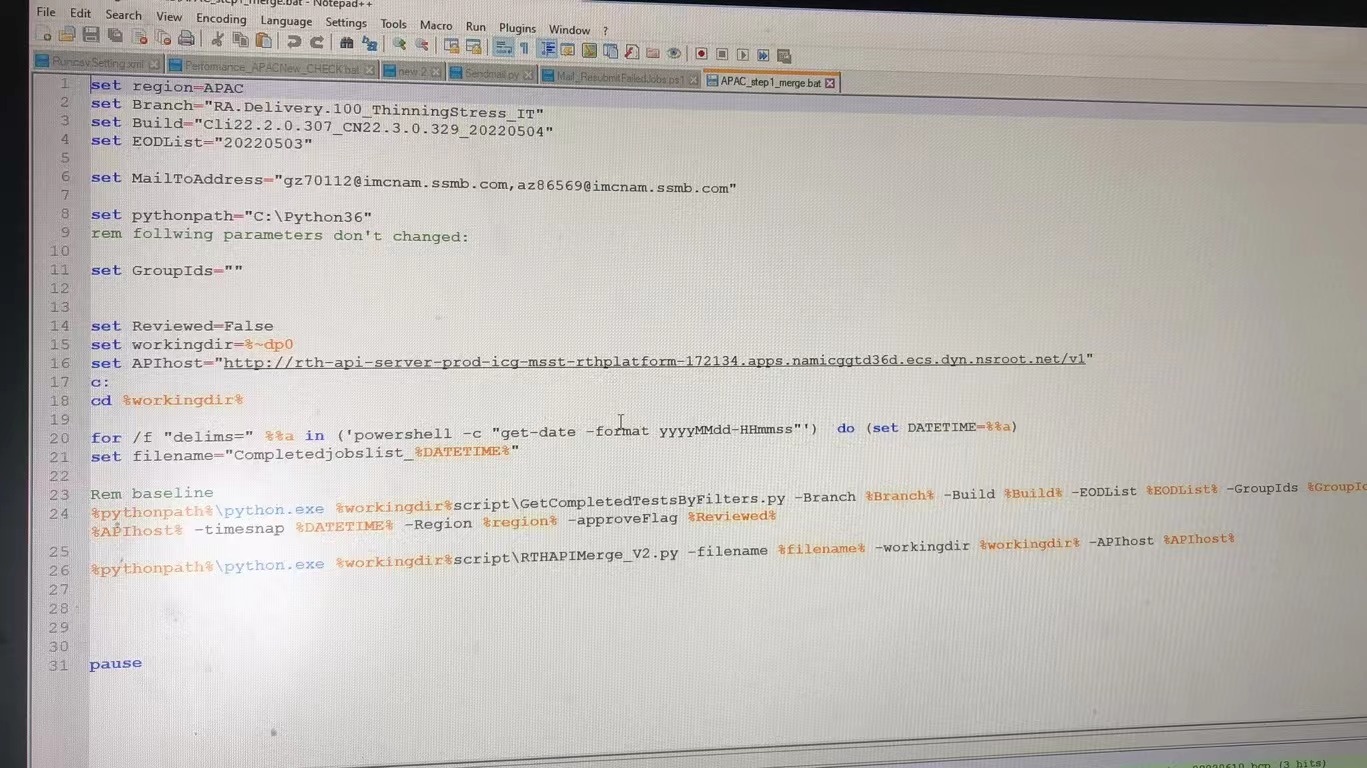 _step1_merge.bat - Notepad++
File Edit Search View Encoding Language Settings Tools Macro Run Plugins Window ?
Runcay.Setting.xml Performance_APACNew_CHECK.bat new 2 Sendmail.py Mail_ResubmitFailedJobs.ps1 APAC_step1_merge.bat
1 set region=APAC
2 set Branch="RA.Delivery.100_ThinningStress_IT"
3 set Build="Cli22.2.0.307_CN22.3.0.329_20220504"
4 set EODList="20220503"
5
6 set MailToAddress="gz70112@imcnam.ssmb.com,az86569@imcnam.ssmb.com"
7
8 set pythonpath="C:\Python36"
9 rem follwing parameters don't changed:
10
11 set GroupIds=""
12
13
14 set Reviewed=False
15 set workingdir=%~dp0
16 set APIhost="http://rth-api-server-prod-icg-msst-rthplatform-172134.apps.namicggtd36d.ecs.dyn.nsroot.net/v1"
17 c:
18 cd %workingdir%
19
20 for /f "delims=" %%a in ('powershell -c "get-date -format yyyyMMdd-HHmmss"') do (set DATETIME=%%a)
21 set filename="Completedjobslist_%DATETIME%"
22
23 Rem baseline
24 %pythonpath%\python.exe %workingdir%script\GetCompletedTestsByFilters.py -Branch %Branch% -Build %Build% -EODList %EODList% -GroupIds %GroupId
%APIhost% -timesnap %DATETIME% -Region %region% -approveFlag %Reviewed%
25
26 %pythonpath%\python.exe %workingdir%script\RTHAPIMerge_V2.py -filename %filename% -workingdir %workingdir% -APIhost %APIhost%
27
28
29
30
31 pause
(3 hits)